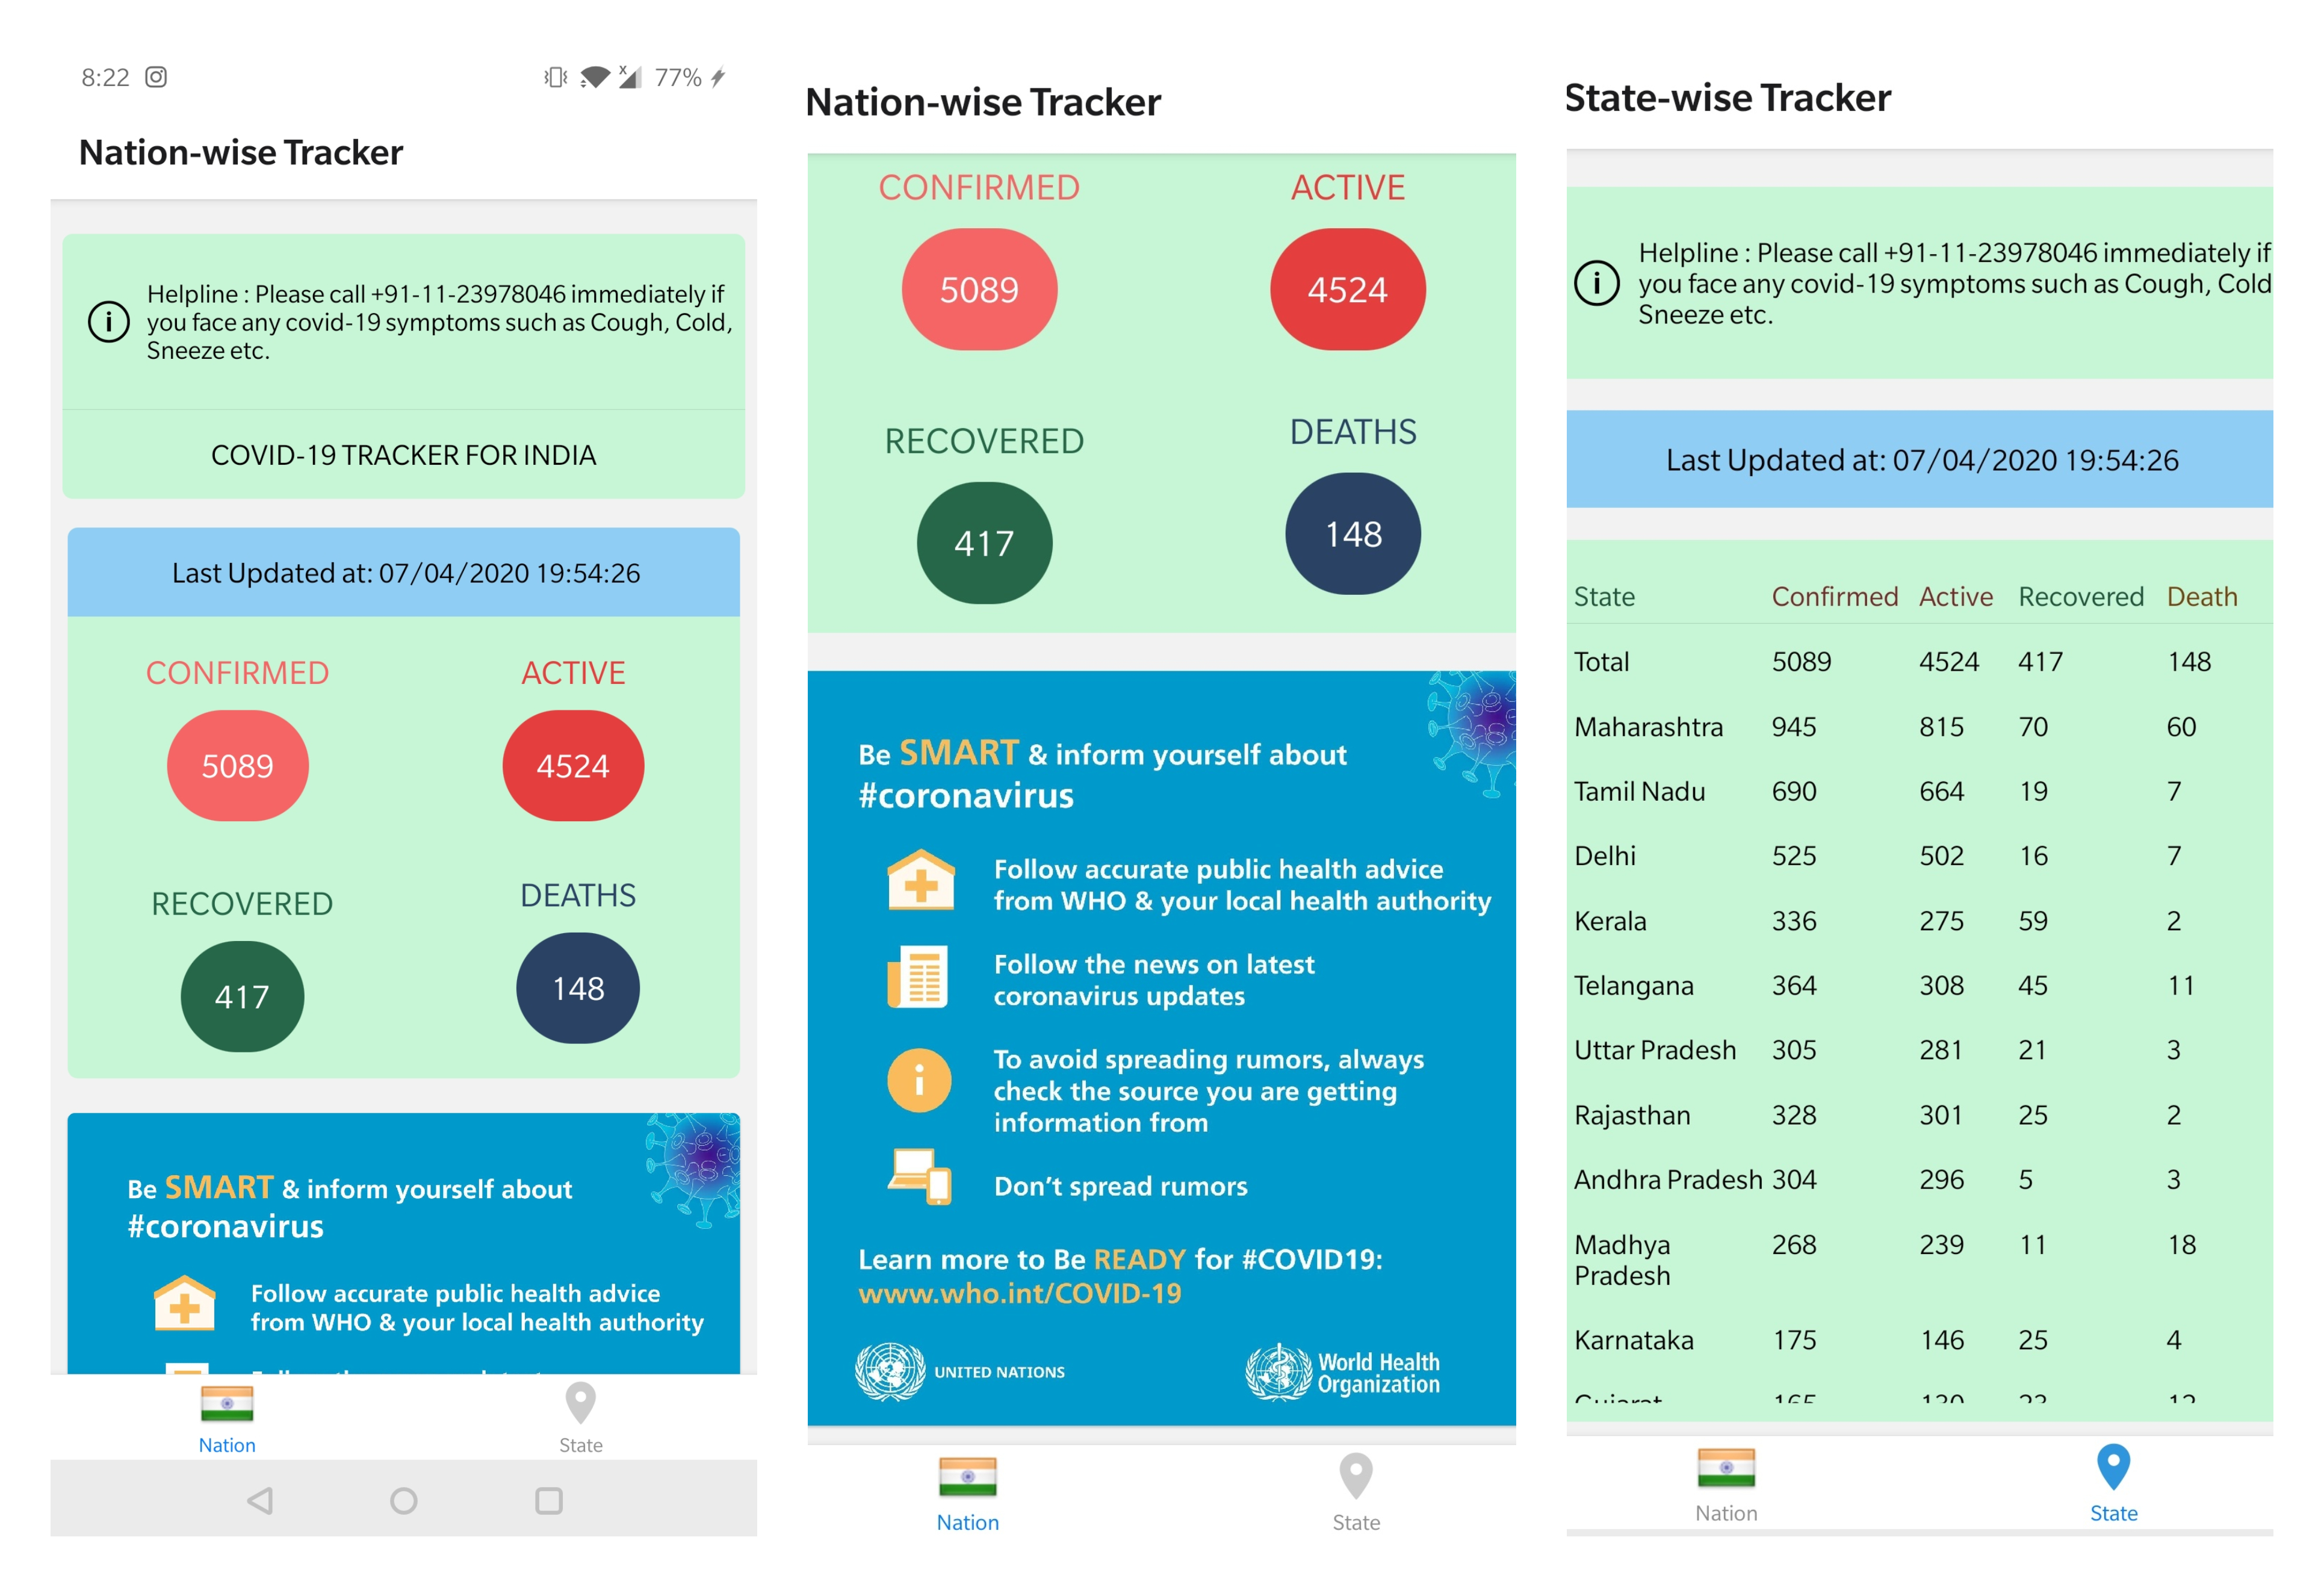 8:22
77%
Nation-wise Tracker
Helpline : Please call +91-11-23978046 immediately if
you face any covid-19 symptoms such as Cough, Cold,
Sneeze etc.
COVID-19 TRACKER FOR INDIA
Last Updated at: 07/04/2020 19:54:26
CONFIRMED ACTIVE
5089 4524
RECOVERED DEATHS
417 148
Be SMART & inform yourself about
#coronavirus
Follow accurate public health advice
from WHO & your local health authority
Nation State
Nation-wise Tracker
CONFIRMED ACTIVE
5089 4524
RECOVERED DEATHS
417 148
Be SMART & inform yourself about
#coronavirus
Follow accurate public health advice
from WHO & your local health authority
Follow the news on latest
coronavirus updates
To avoid spreading rumors, always
check the source you are getting
information from
Don't spread rumors
Learn more to Be READY for #COVID19:
www.who.int/COVID-19
UNITED NATIONS
World Health
Organization
Nation State
State-wise Tracker
Helpline : Please call +91-11-23978046 immediately if
you face any covid-19 symptoms such as Cough, Cold
Sneeze etc.
Last Updated at: 07/04/2020 19:54:26
State Confirmed Active Recovered Death
Total 5089 4524 417 148
Maharashtra 945 815 70 60
Tamil Nadu 690 664 19 7
Delhi 525 502 16 7
Kerala 336 275 59 2
Telangana 364 308 45 11
Uttar Pradesh 305 281 21 3
Rajasthan 328 301 25 2
Andhra Pradesh 304 296 5 3
Madhya 268 239 11 18
Pradesh
Karnataka 175 146 25 4
Nation State